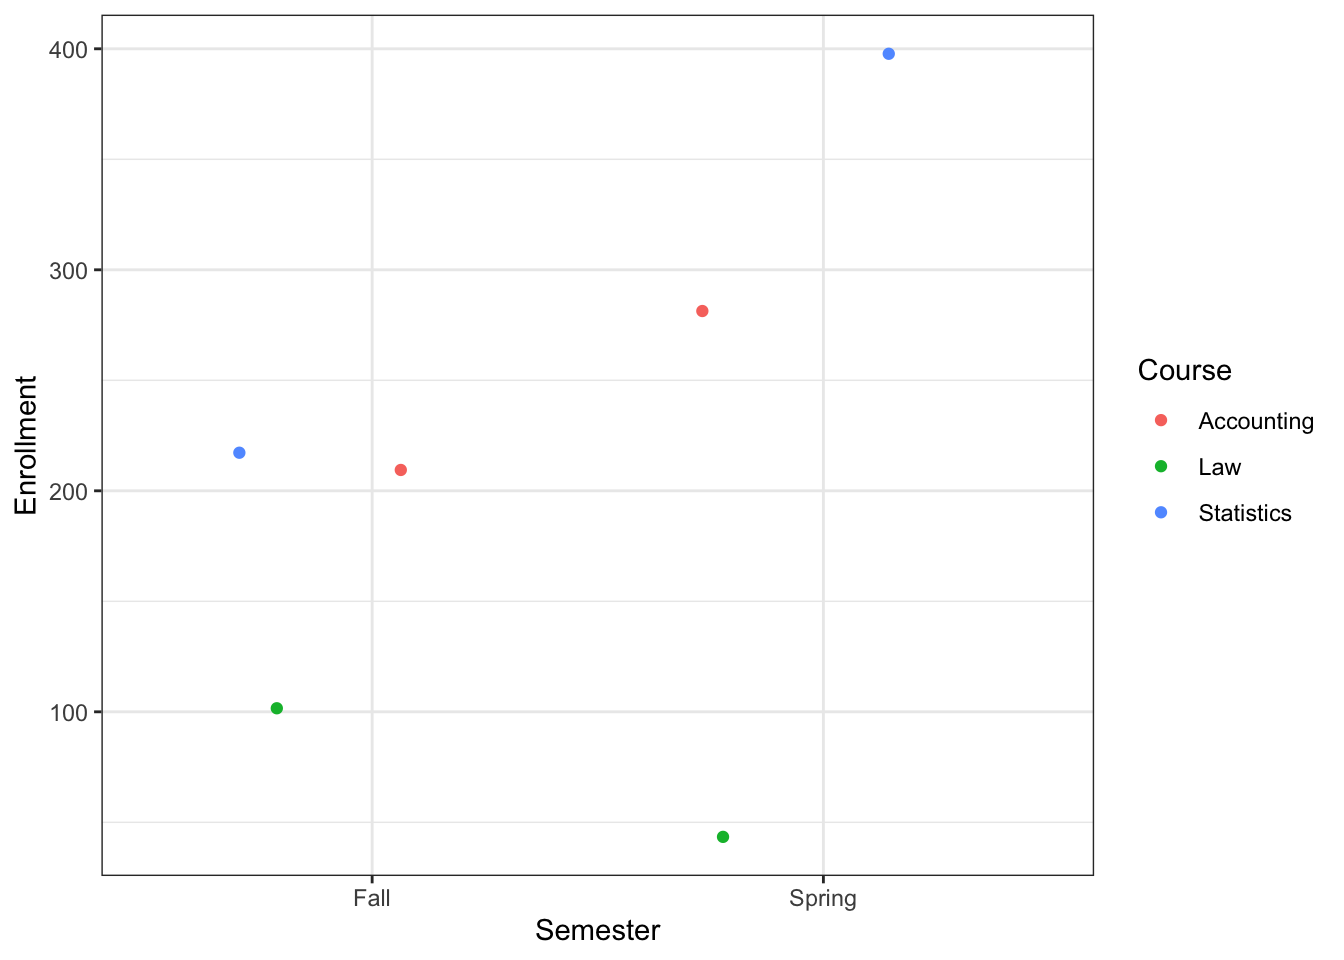 400
300
200
100
Enrollment
Fall
Spring
Semester
Course
Accounting
Law
Statistics